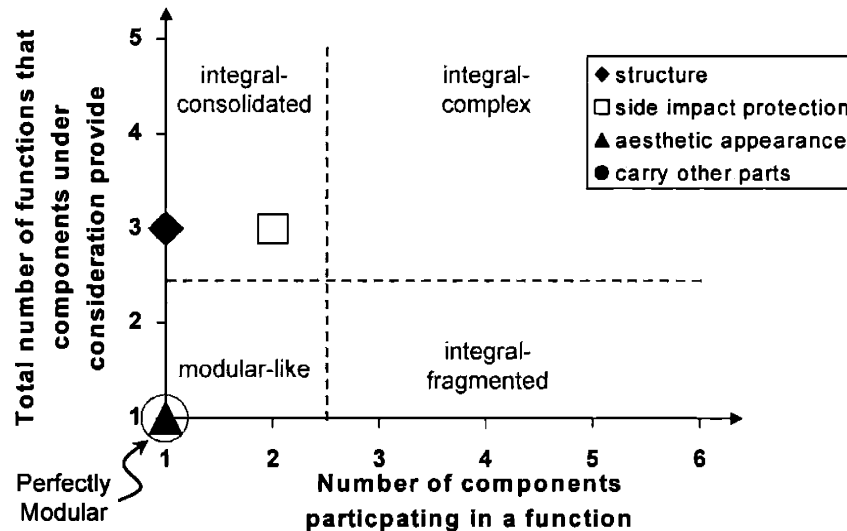 Total number of functions that
components under
consideration provide
5
4
3
2
1
integral-
consolidated
integral-
complex
modular-like
integral-
fragmented
structure
side impact protection
aesthetic appearance
carry other parts
1 2 3 4 5 6
Number of components
particpating in a function
Perfectly
Modular